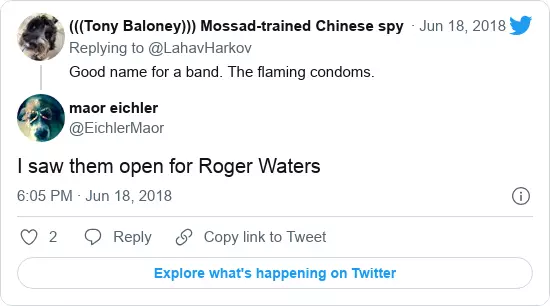 (((Tony Baloney))) Mossad-trained Chinese spy · Jun 18, 2018
Replying to @LahavHarkov
Good name for a band. The flaming condoms.
maor eichler
@EichlerMaor
I saw them open for Roger Waters
6:05 PM · Jun 18, 2018
2 Reply Copy link to Tweet
Explore what's happening on Twitter